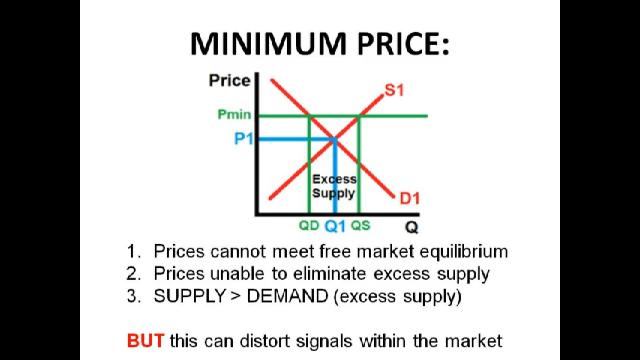 MINIMUM PRICE:
Price
S1
Pmin
P1
Excess
Supply
D1
QD Q1 QS Q
1. Prices cannot meet free market equilibrium
2. Prices unable to eliminate excess supply
3. SUPPLY > DEMAND (excess supply)
BUT this can distort signals within the market